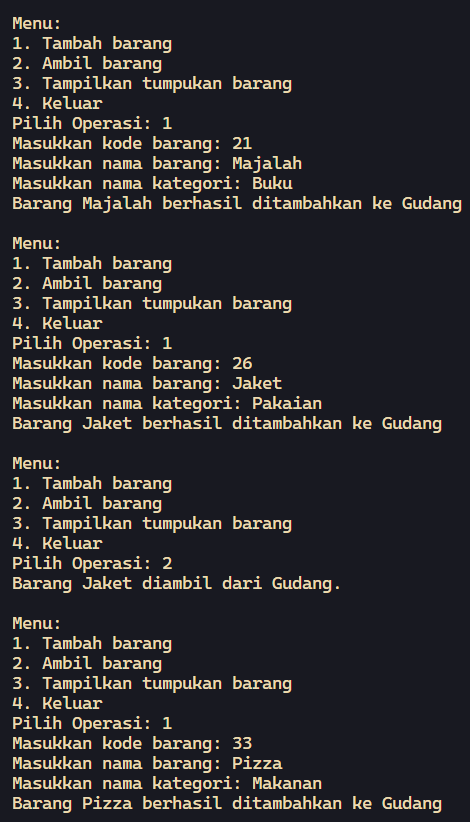 Menu:
1. Tambah barang
2. Ambil barang
3. Tampilkan tumpukan barang
4. Keluar
Pilih Operasi: 1
Masukkan kode barang: 21
Masukkan nama barang: Majalah
Masukkan nama kategori: Buku
Barang Majalah berhasil ditambahkan ke Gudang
Menu:
1. Tambah barang
2. Ambil barang
3. Tampilkan tumpukan barang
4. Keluar
Pilih Operasi: 1
Masukkan kode barang: 26
Masukkan nama barang: Jaket
Masukkan nama kategori: Pakaian
Barang Jaket berhasil ditambahkan ke Gudang
Menu:
1. Tambah barang
2. Ambil barang
3. Tampilkan tumpukan barang
4. Keluar
Pilih Operasi: 2
Barang Jaket diambil dari Gudang.
Menu:
1. Tambah barang
2. Ambil barang
3. Tampilkan tumpukan barang
4. Keluar
Pilih Operasi: 1
Masukkan kode barang: 33
Masukkan nama barang: Pizza
Masukkan nama kategori: Makanan
Barang Pizza berhasil ditambahkan ke Gudang